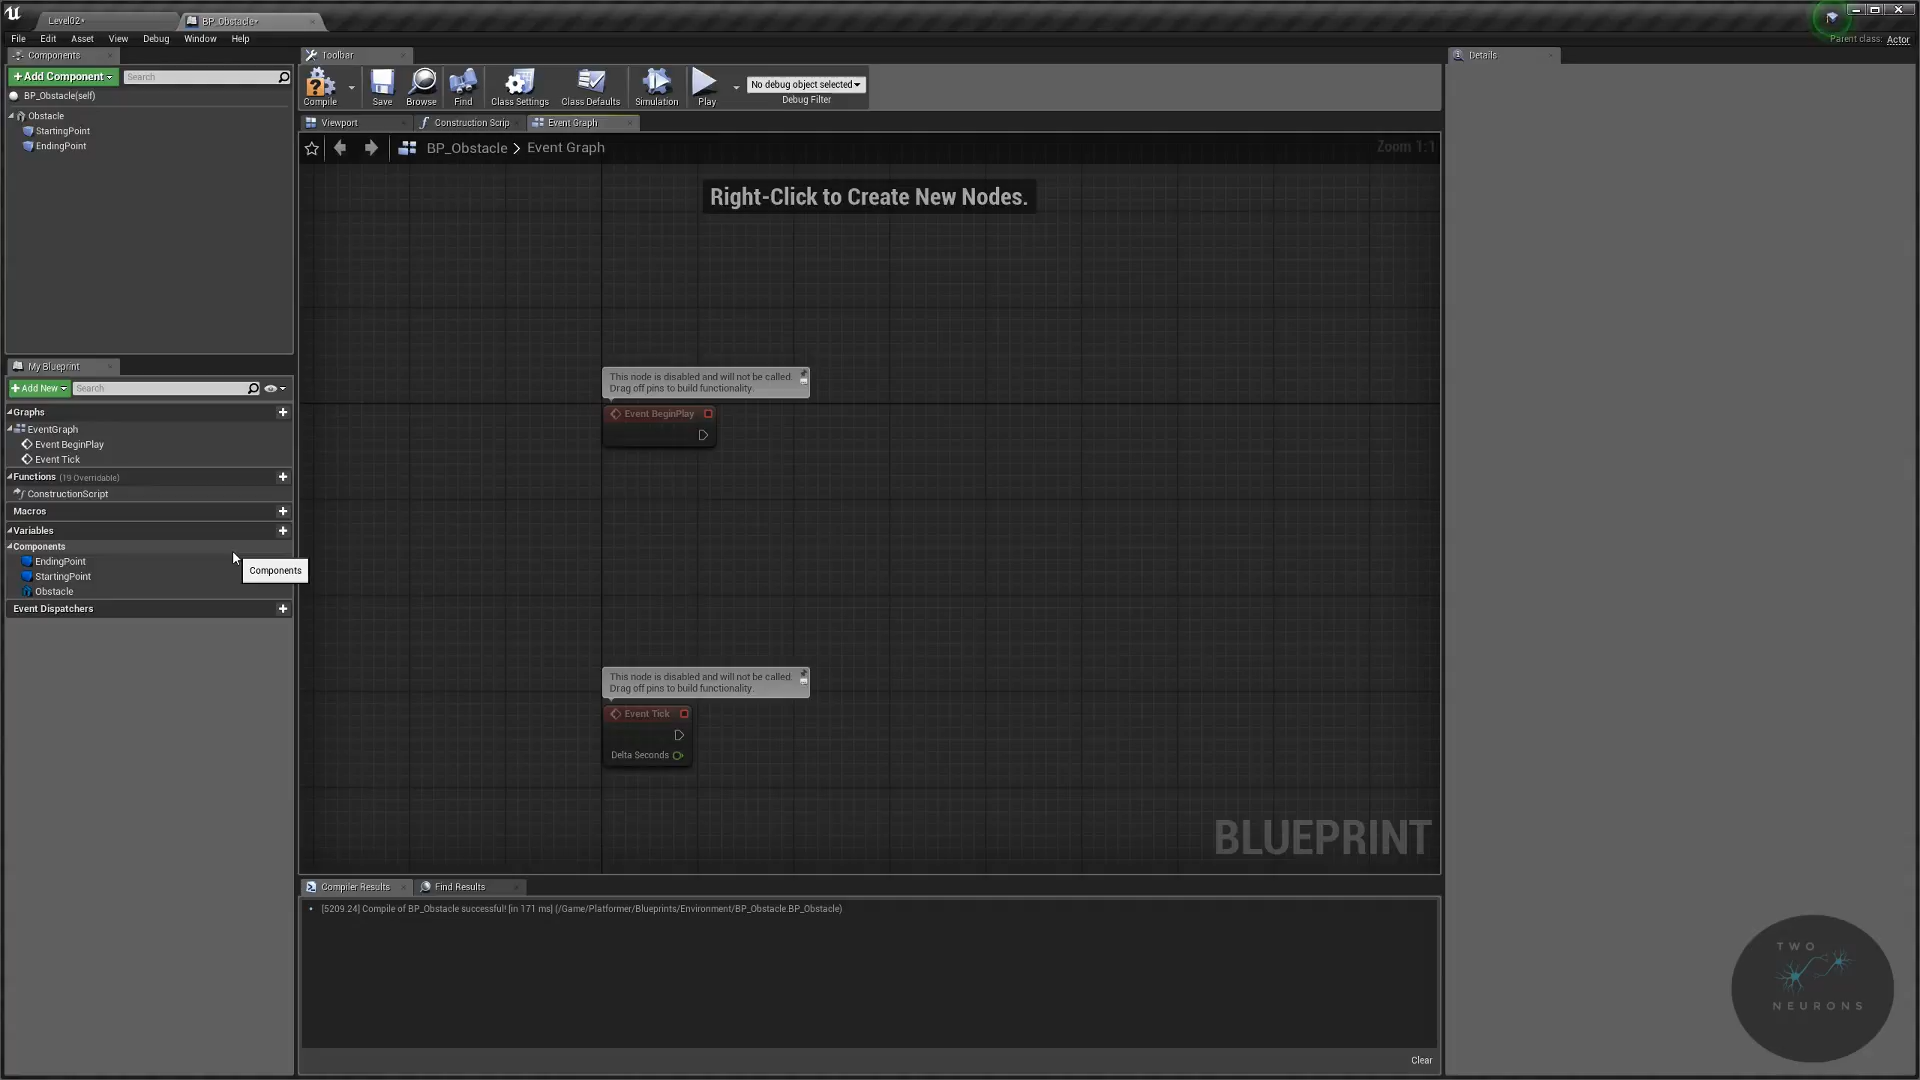 Level02*
BP_Obstacle*
File Edit Asset View Debug Window Help
Parent class: Actor
Components
+Add Component
Search
BP_Obstacle(self)
Obstacle
StartingPoint
EndingPoint
Toolbar
Compile
Save
Browse
Find
Class Settings
Class Defaults
Simulation
Play
No debug object selected
Debug Filter
Details
Viewport
Construction Scrip
Event Graph
BP_Obstacle > Event Graph
Zoom 1:1
Right-Click to Create New Nodes.
This node is disabled and will not be called.
Drag off pins to build functionality.
Event BeginPlay
This node is disabled and will not be called.
Drag off pins to build functionality.
Event Tick
Delta Seconds
BLUEPRINT
My Blueprint
+Add New
Search
Graphs
EventGraph
Event BeginPlay
Event Tick
Functions (19 Overridable)
ConstructionScript
Macros
Variables
Components
EndingPoint
StartingPoint
Obstacle
Event Dispatchers
Components
Compiler Results
Find Results
[5209.24] Compile of BP_Obstacle successful! [in 171 ms] (/Game/Platformer/Blueprints/Environment/BP_Obstacle.BP_Obstacle)
Clear
TWO
NEURONS